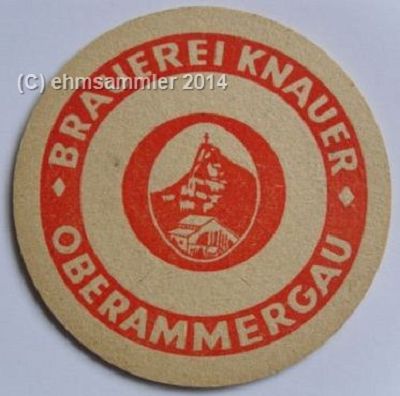 (C) ehmsammler 2014
BRAUEREI KNAUER
OBERAMMERGAU